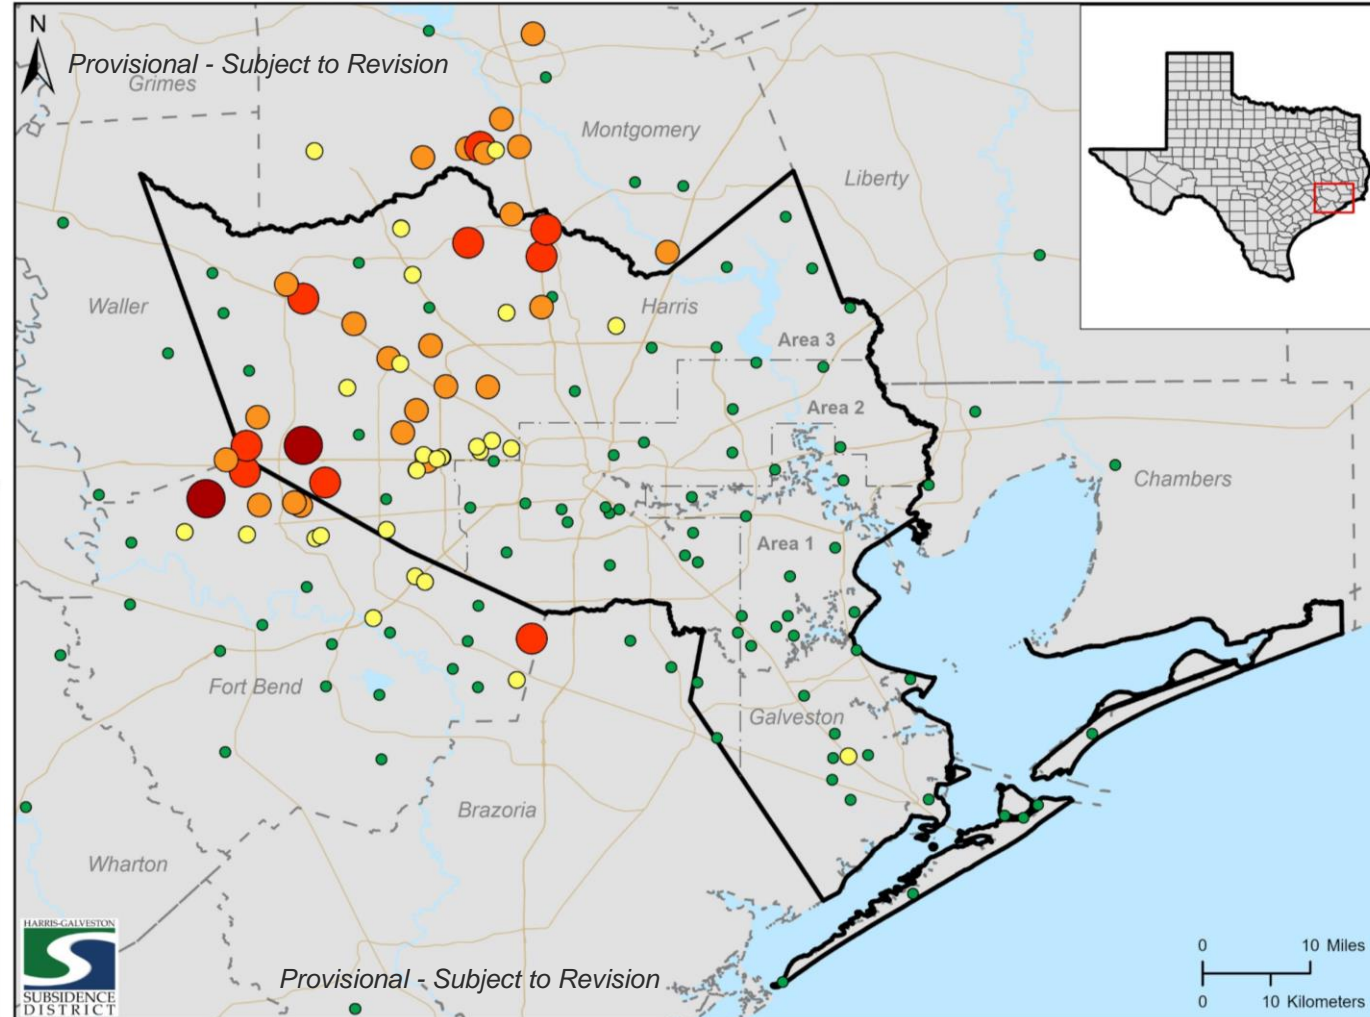 N
Provisional - Subject to Revision
Grimes
Montgomery
Liberty
Waller
Harris
Area 3
Area 2
Chambers
Area 1
Fort Bend
Galveston
Brazoria
Wharton
HARRIS-GALVESTON
SUBSIDENCE
DISTRICT
Provisional - Subject to Revision
0 10 Miles
0 10 Kilometers